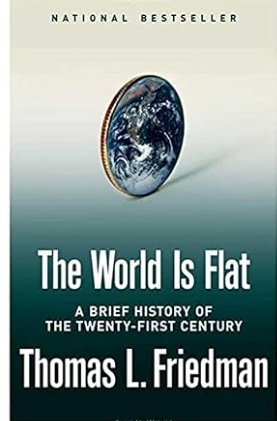 NATIONAL BESTSELLER
The World Is Flat
A BRIEF HISTORY OF
THE TWENTY-FIRST CENTURY
Thomas L. Friedman